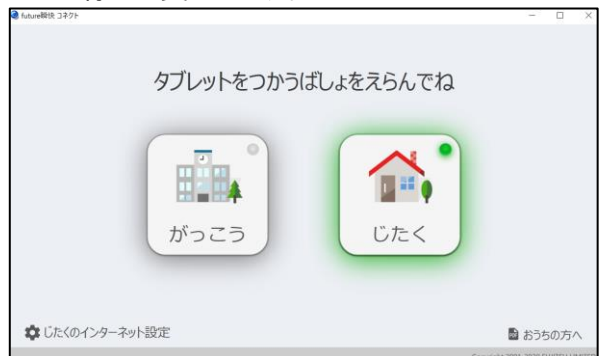 future瞬快 コネクト
タブレットをつかうばしょをえらんでね
がっこう
じたく
じたくのインターネット設定
おうちの方へ